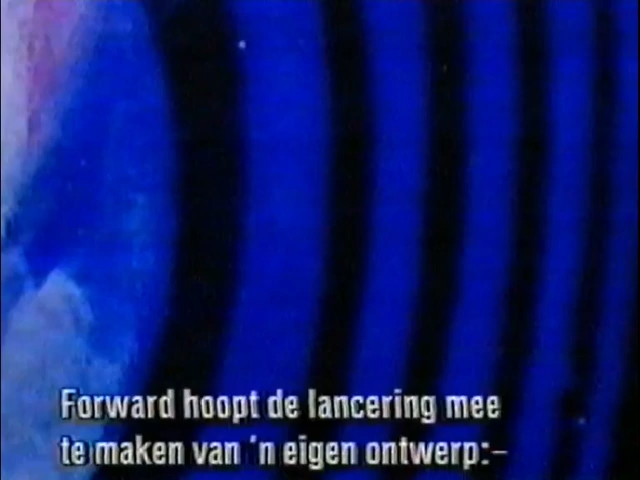 Forward hoopt de lancering mee
te maken van 'n eigen ontwerp:-